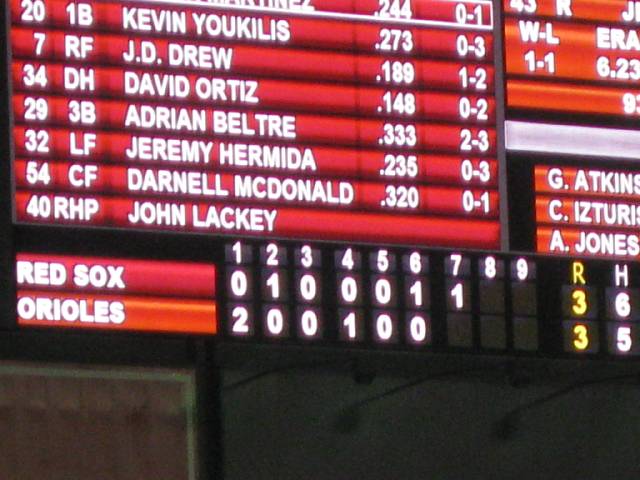 MARTINEZ .244 0-1
20 1B KEVIN YOUKILIS .273 0-3
7 RF J.D. DREW .189 1-2
34 DH DAVID ORTIZ .148 0-2
29 3B ADRIAN BELTRE .333 2-3
32 LF JEREMY HERMIDA .235 0-3
54 CF DARNELL MCDONALD .320 0-1
40 RHP JOHN LACKEY
43 R
W-L ERA
1-1 6.23
G. ATKINS
C. IZTURIS
A. JONES
1 2 3 4 5 6 7 8 9 R H
RED SOX 0 1 0 0 0 1 1 3 6
ORIOLES 2 0 0 1 0 0 3 5